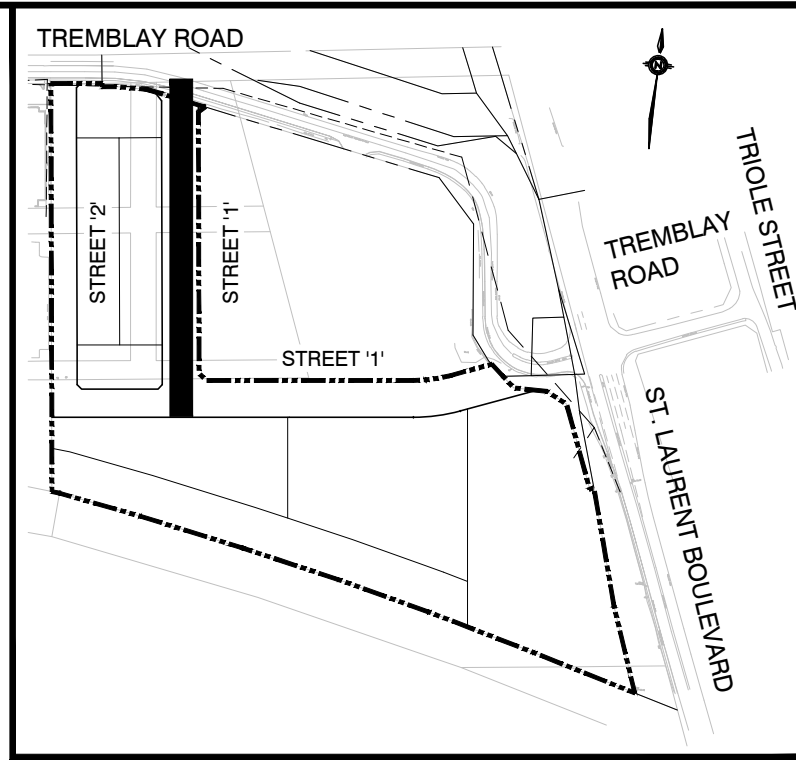 TREMBLAY ROAD
N
TRIOLE STREET
STREET '2'
STREET '1'
TREMBLAY
ROAD
STREET '1'
ST. LAURENT BOULEVARD